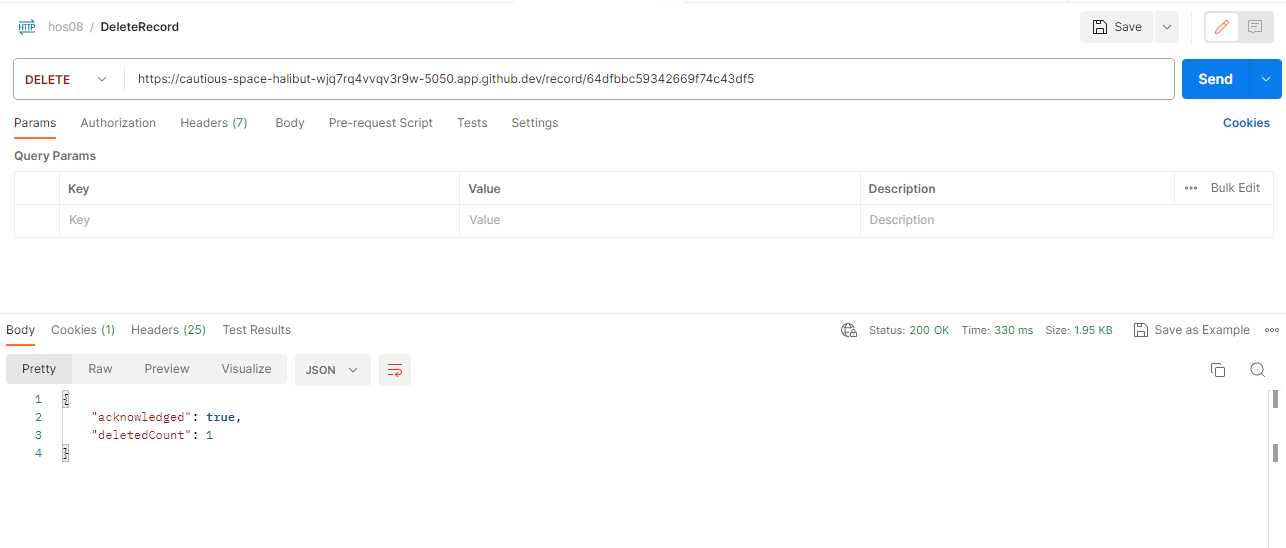 HTTP hos08 / DeleteRecord Save
DELETE https://cautious-space-halibut-wjq7rq4vvqv3r9w-5050.app.github.dev/record/64dfbbc59342669f74c43df5 Send
Params Authorization Headers (7) Body Pre-request Script Tests Settings Cookies
Query Params
Key Value Description ••• Bulk Edit
Key Value Description
Body Cookies (1) Headers (25) Test Results Status: 200 OK Time: 330 ms Size: 1.95 KB Save as Example
Pretty Raw Preview Visualize JSON
1 {
2 "acknowledged": true,
3 "deletedCount": 1
4 }